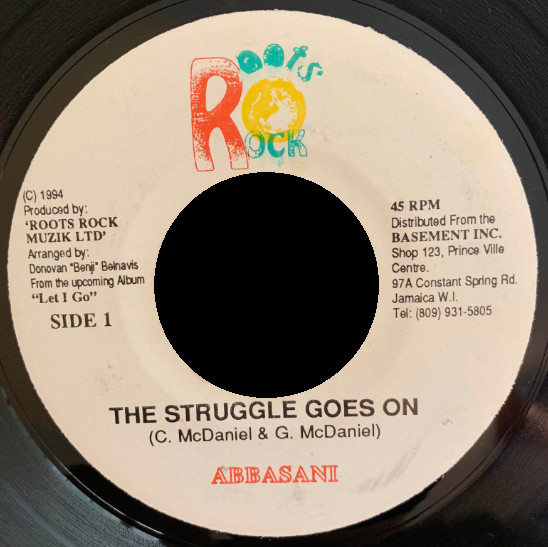 Roots
Rock
(C) 1994
Produced by:
'ROOTS ROCK
MUZIK LTD'
Arranged by:
Donovan "Benji" Belnavis
From the upcoming Album
"Let I Go"
SIDE 1
45 RPM
Distributed From the
BASEMENT INC.
Shop 123, Prince Ville
Centre.
97A Constant Spring Rd.
Jamaica W.I.
Tel: (809) 931-5805
THE STRUGGLE GOES ON
(C. McDaniel & G. McDaniel)
ABBASANI